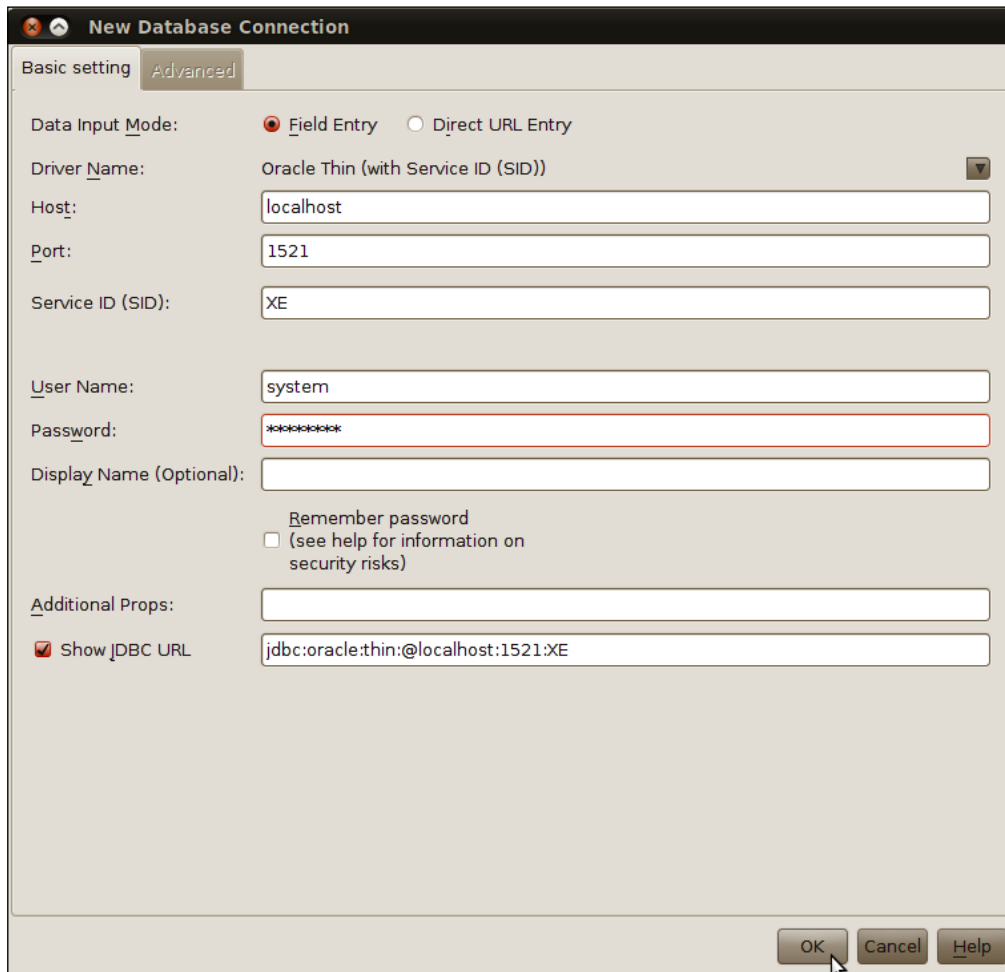 New Database Connection
Basic setting Advanced
Data Input Mode: Field Entry Direct URL Entry
Driver Name: Oracle Thin (with Service ID (SID))
Host: localhost
Port: 1521
Service ID (SID): XE
User Name: system
Password: ********
Display Name (Optional):
Remember password
(see help for information on
security risks)
Additional Props:
Show JDBC URL jdbc:oracle:thin:@localhost:1521:XE
OK Cancel Help